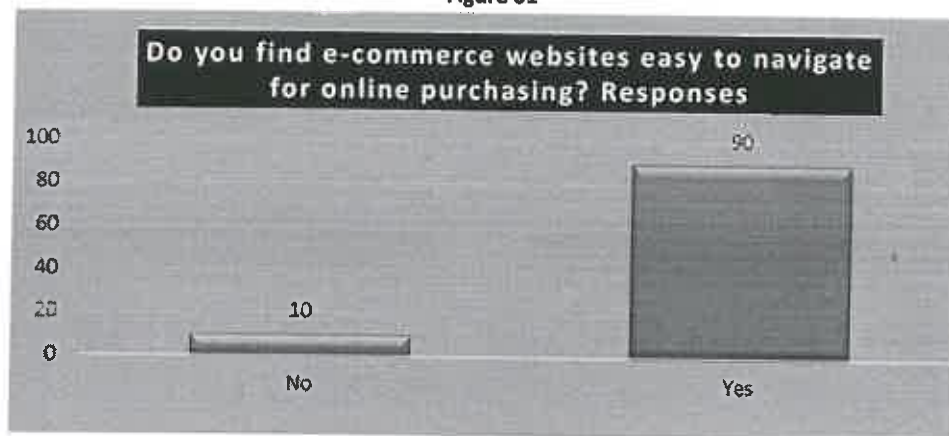 Do you find e-commerce websites easy to navigate
for online purchasing? Responses
100
80
60
40
20
0
10
90
No
Yes